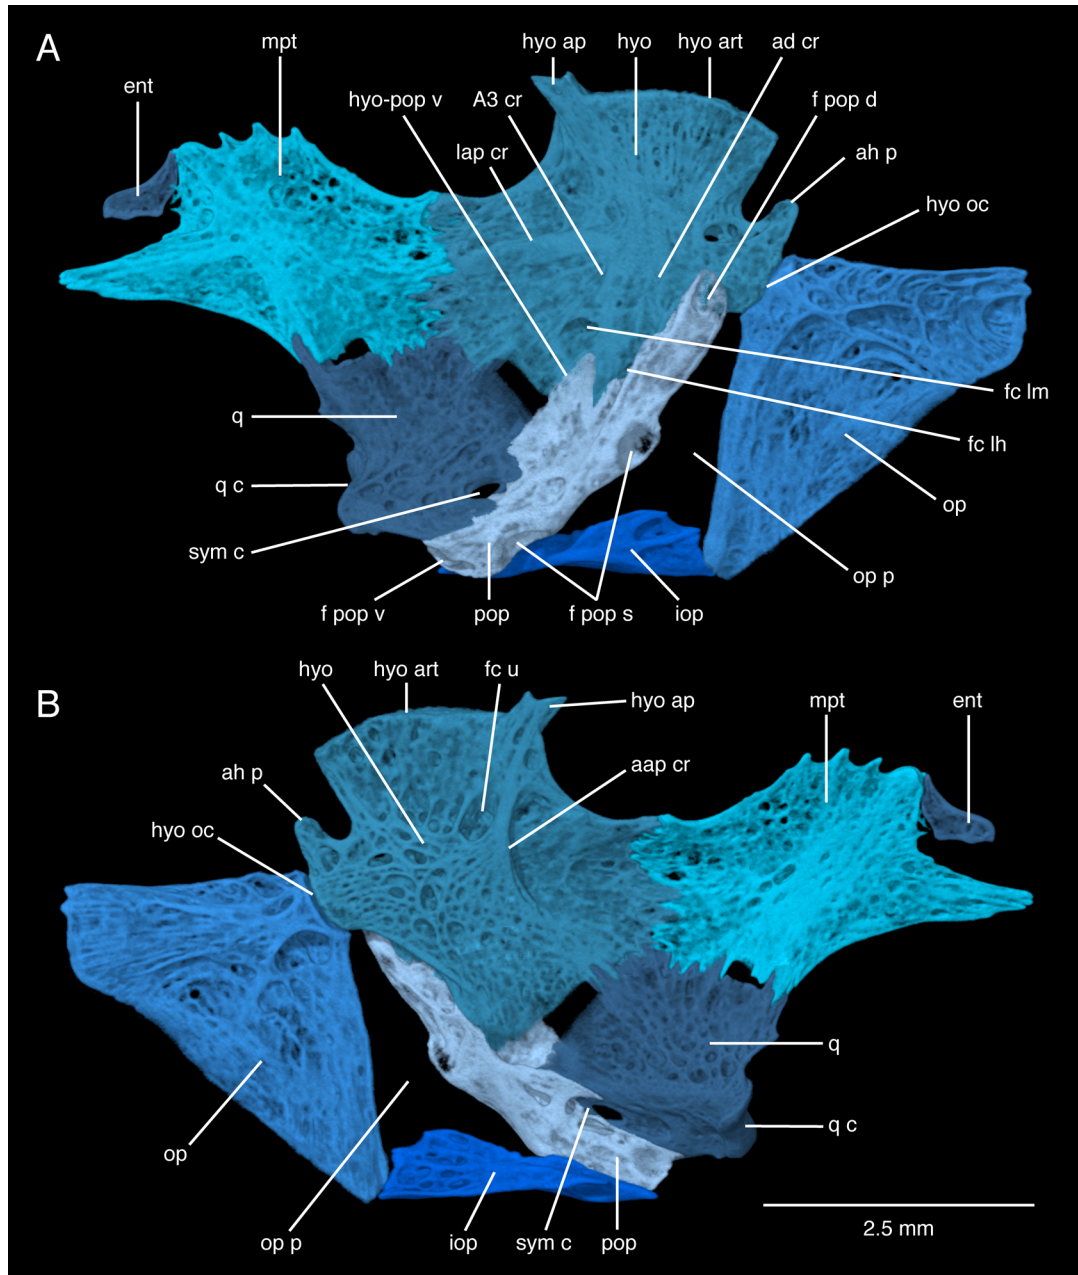 A
mpt
hyo ap
hyo
hyo art
ad cr
ent
hyo-pop v
A3 cr
f pop d
lap cr
ah p
hyo oc
fc lm
q
fc lh
q c
op
sym c
op p
f pop v
pop
f pop s
iop
B
hyo
hyo art
fc u
hyo ap
mpt
ent
ah p
aap cr
hyo oc
q
q c
op
op p
iop
sym c
pop
2.5 mm